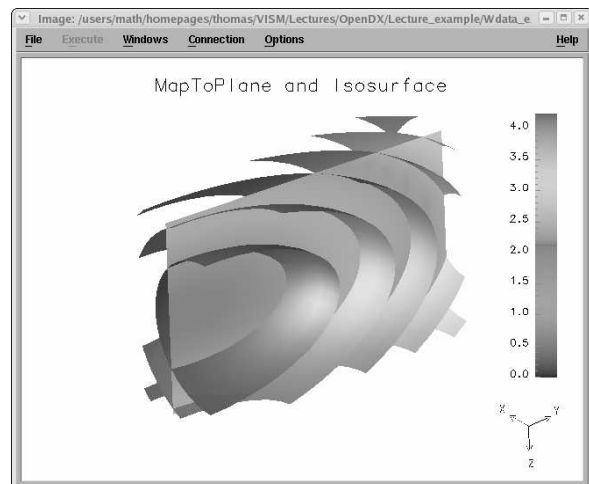 Image: /users/math/homepages/thomas/VISM/Lectures/OpenDX/Lecture_example/Wdata_e
File Execute Windows Connection Options Help
MapToPlane and Isosurface
4.0
3.5
3.0
2.5
2.0
1.5
1.0
0.5
0.0
X
Y
Z